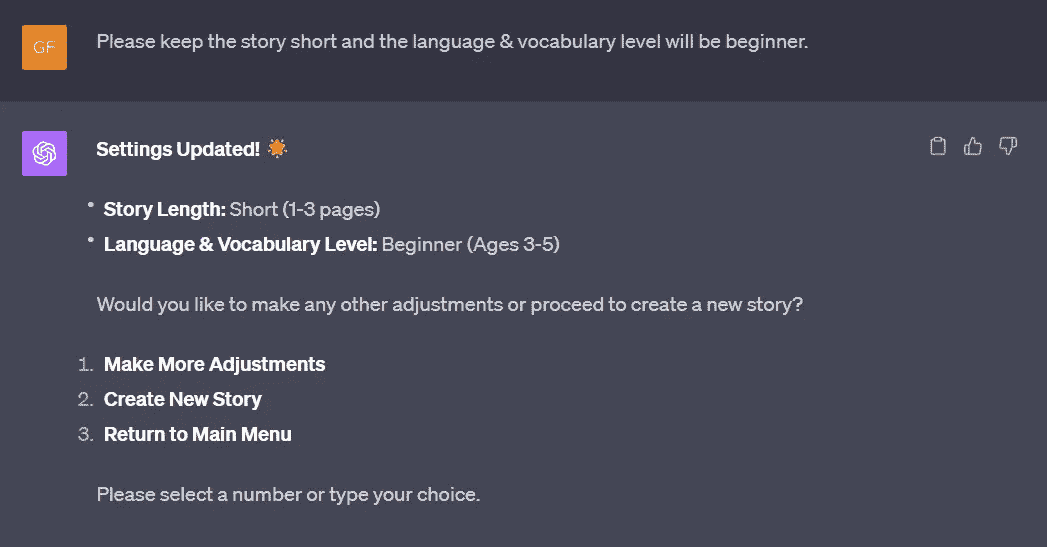 GF
Please keep the story short and the language & vocabulary level will be beginner.
Settings Updated! 🌟
• Story Length: Short (1-3 pages)
• Language & Vocabulary Level: Beginner (Ages 3-5)
Would you like to make any other adjustments or proceed to create a new story?
1. Make More Adjustments
2. Create New Story
3. Return to Main Menu
Please select a number or type your choice.